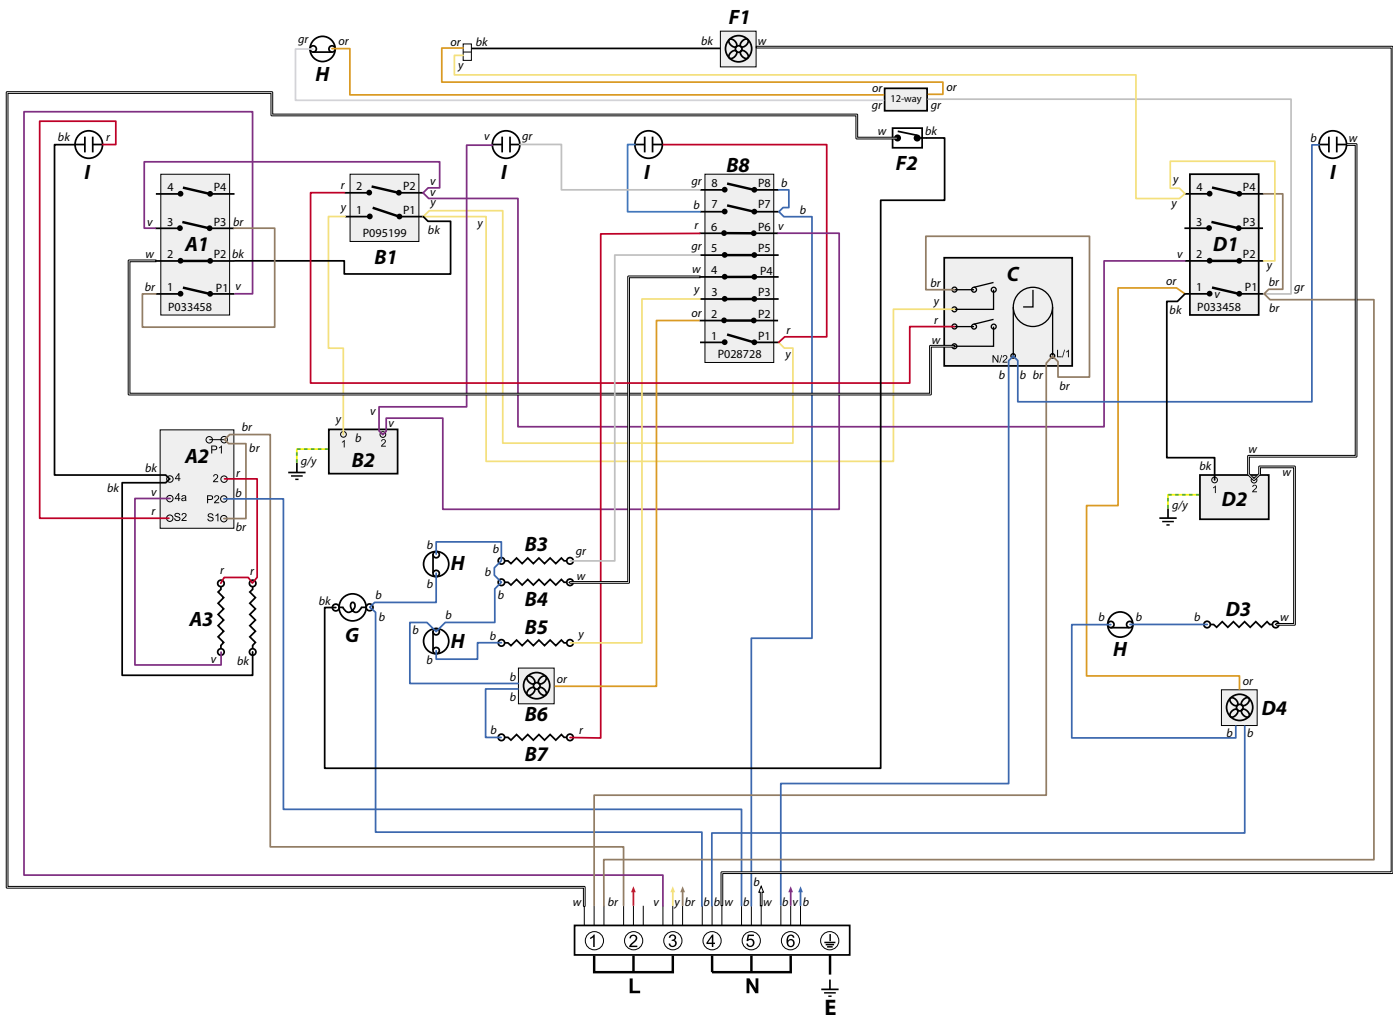 F1
gr or
H
or bk
y
bk w
or or
12-way
gr gr
w bk
F2
bk r
I
v gr
I
I
b w
I
B8
4 P4
3 P3
v br
A1
w 2 P2 bk
br 1 P1 v
P033458
r 2 P2 v
v
y 1 P1 y
y
bk
P095199
B1
gr 8 P8 b
b 7 P7 b
r 6 P6 v
gr 5 P5
w 4 P4
y 3 P3
or 2 P2
1 P1 r
y
P028728
C
br
y
r
w
N/2 L/1
b b br
br
y
4 P4
y
3 P3
D1
v 2 P2
y
or 1 v P1 br gr
bk br
P033458
y v
v
1 b 2
B2
g/y
br
P1 br
A2
bk 4 2 r
bk
v 4a P2 b
r S2 S1
br
r r
A3
v bk
w
bk w
1 2
D2
g/y
b b B3 gr
H
b b w
B4
bk b
G b
b b
H B5
b b y
b or
b B6
b r
B7
b b b D3 w
H
or
D4
b b
w br v y br b b w b b w b v b
1 2 3 4 5 6
L N E